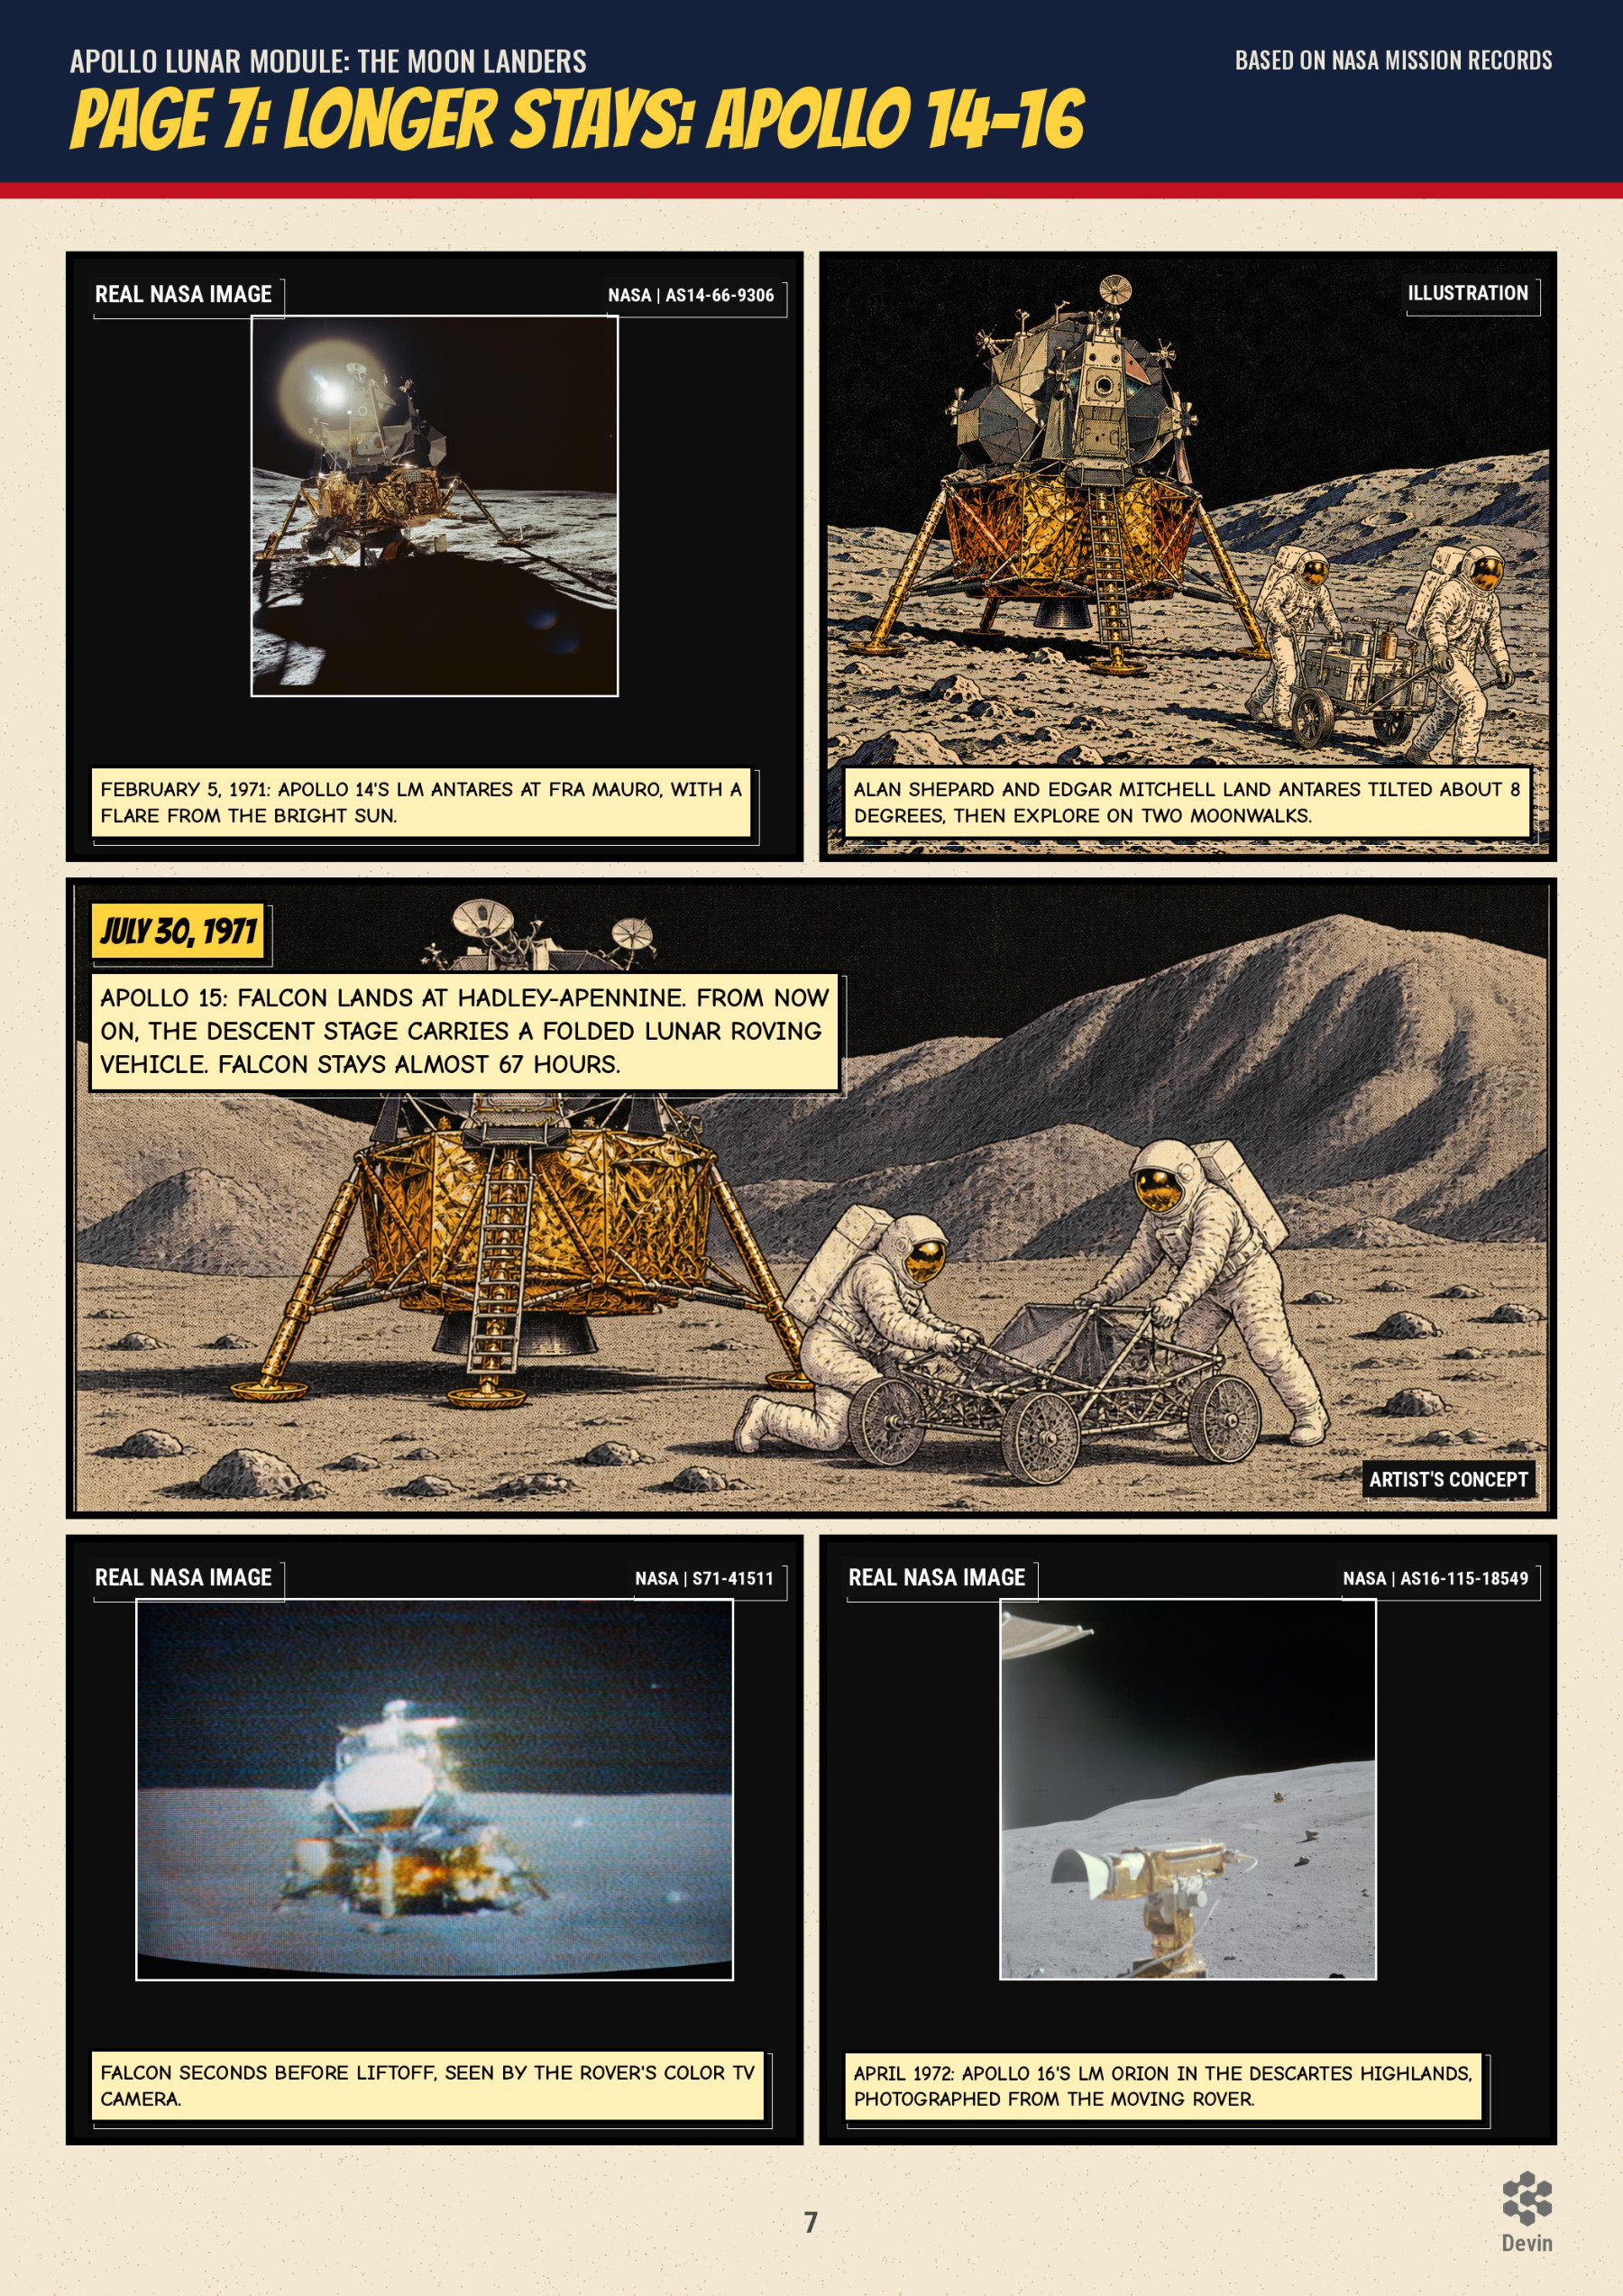 APOLLO LUNAR MODULE: THE MOON LANDERS
BASED ON NASA MISSION RECORDS
PAGE 7: LONGER STAYS: APOLLO 14–16
REAL NASA IMAGE
NASA | AS14-66-9306
FEBRUARY 5, 1971: APOLLO 14'S LM ANTARES AT FRA MAURO, WITH A
FLARE FROM THE BRIGHT SUN.
ILLUSTRATION
ALAN SHEPARD AND EDGAR MITCHELL LAND ANTARES TILTED ABOUT 8
DEGREES, THEN EXPLORE ON TWO MOONWALKS.
JULY 30, 1971
APOLLO 15: FALCON LANDS AT HADLEY-APENNINE. FROM NOW
ON, THE DESCENT STAGE CARRIES A FOLDED LUNAR ROVING
VEHICLE. FALCON STAYS ALMOST 67 HOURS.
ARTIST'S CONCEPT
REAL NASA IMAGE
NASA | S71-41511
FALCON SECONDS BEFORE LIFTOFF, SEEN BY THE ROVER'S COLOR TV
CAMERA.
REAL NASA IMAGE
NASA | AS16-115-18549
APRIL 1972: APOLLO 16'S LM ORION IN THE DESCARTES HIGHLANDS,
PHOTOGRAPHED FROM THE MOVING ROVER.
7
Devin